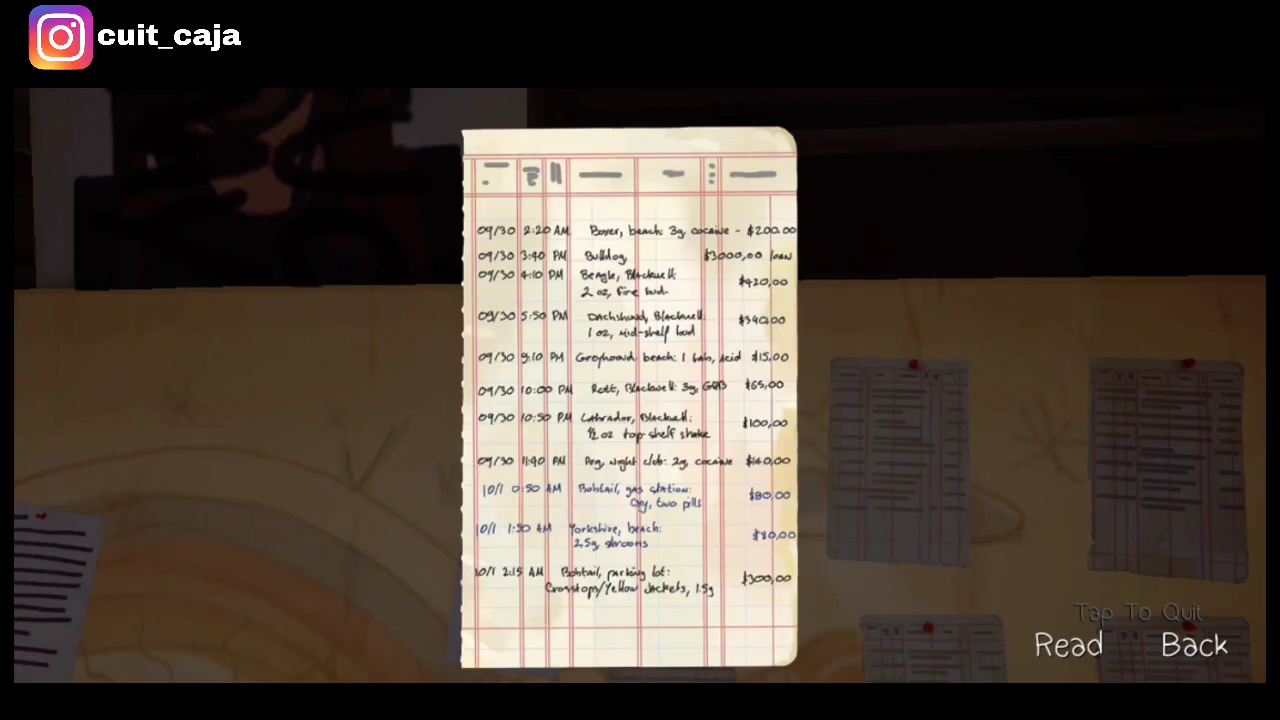 cuit_caja
09/30 2:20 AM Boxer, beach: 3g, cocaine - $200.00
09/30 3:40 PM Bulldog, $3000,00 loan
09/30 4:10 PM Beagle, Blackwell: $420,00
2 oz, fire bud
09/30 5:50 PM Dachshund, Blackwell: $390.00
1 oz, mid-shelf bud
09/30 9:10 PM Greyhound beach: 1 tab, acid $15.00
09/30 10:00 PM Rott, Blackwell: 3g, GHB $65,00
09/30 10:50 PM Labrador, Blackwell: $100,00
1/2 oz top-shelf shake
09/30 11:40 PM Pug, night club: 2g, cocaine $140,00
10/1 0:50 AM Bobtail, gas station: $80,00
Oxy, two pills
10/1 1:30 AM Yorkshire, beach: $80,00
2,5g, shrooms
10/1 2:15 AM Bobtail, parking lot: $300,00
Crosstops/Yellow Jackets, 1.5g
Tap To Quit
Read Back